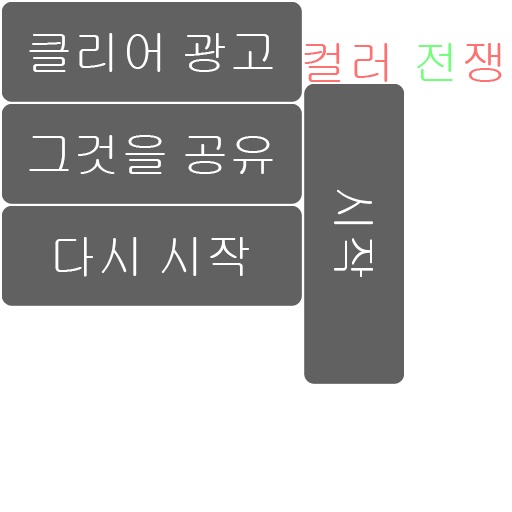 클리어 광고
컬러 전쟁
그것을 공유
다시 시작
시작